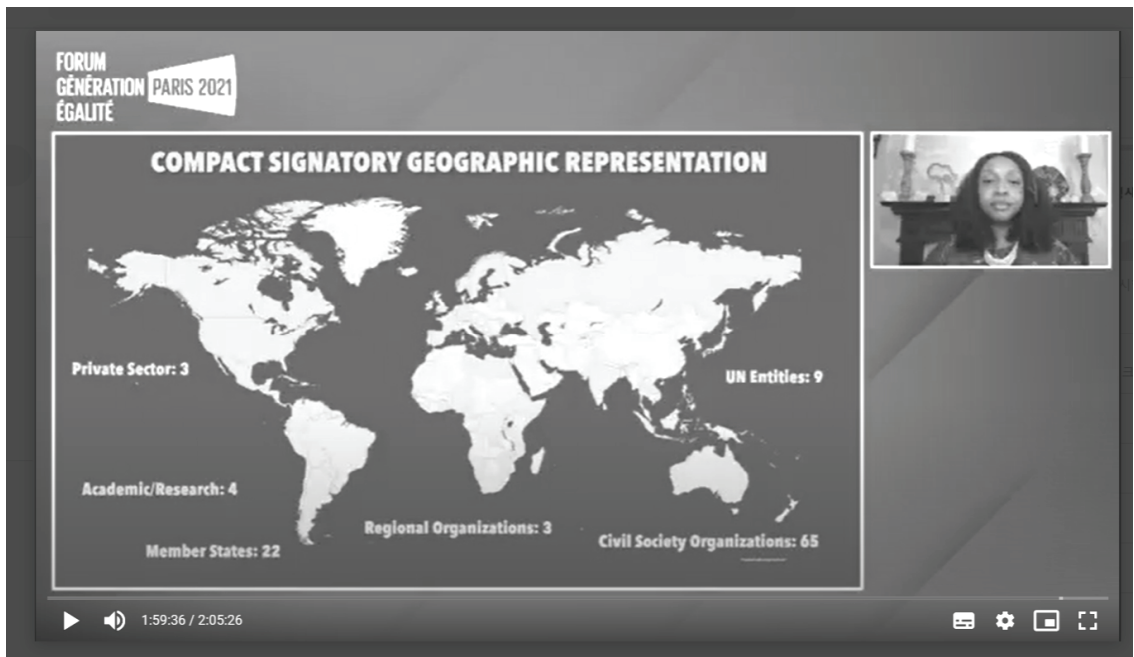 FORUM
GÉNÉRATION
ÉGALITÉ
PARIS 2021
COMPACT SIGNATORY GEOGRAPHIC REPRESENTATION
Private Sector: 3
UN Entities: 9
Academic/Research: 4
Regional Organizations: 3
Civil Society Organizations: 65
Member States: 22
1:59:36 / 2:05:26